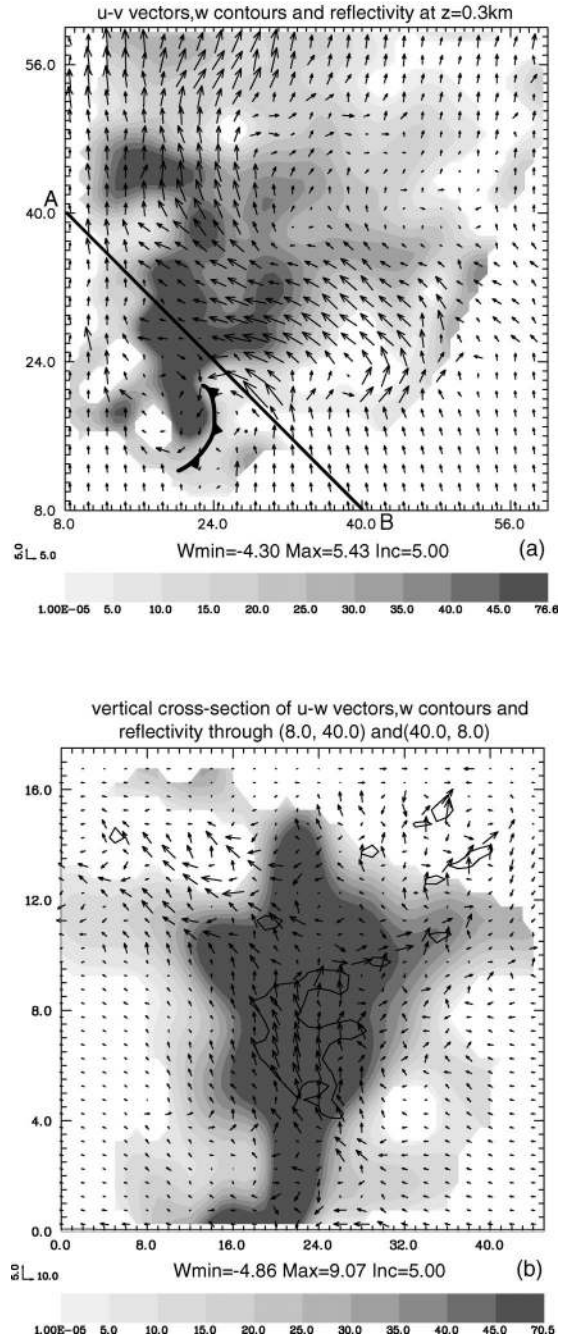 u-v vectors,w contours and reflectivity at z=0.3km
56.0
A
40.0
24.0
8.0
8.0 24.0 40.0 B 56.0
5.0 5.0
Wmin=-4.30 Max=5.43 Inc=5.00 (a)
1.00E-05 5.0 10.0 15.0 20.0 25.0 30.0 35.0 40.0 45.0 76.6
vertical cross-section of u-w vectors,w contours and
reflectivity through (8.0, 40.0) and(40.0, 8.0)
16.0
12.0
8.0
4.0
0.0
0.0 8.0 16.0 24.0 32.0 40.0
5.0 10.0
Wmin=-4.86 Max=9.07 Inc=5.00 (b)
1.00E-05 5.0 10.0 15.0 20.0 25.0 30.0 35.0 40.0 45.0 70.5